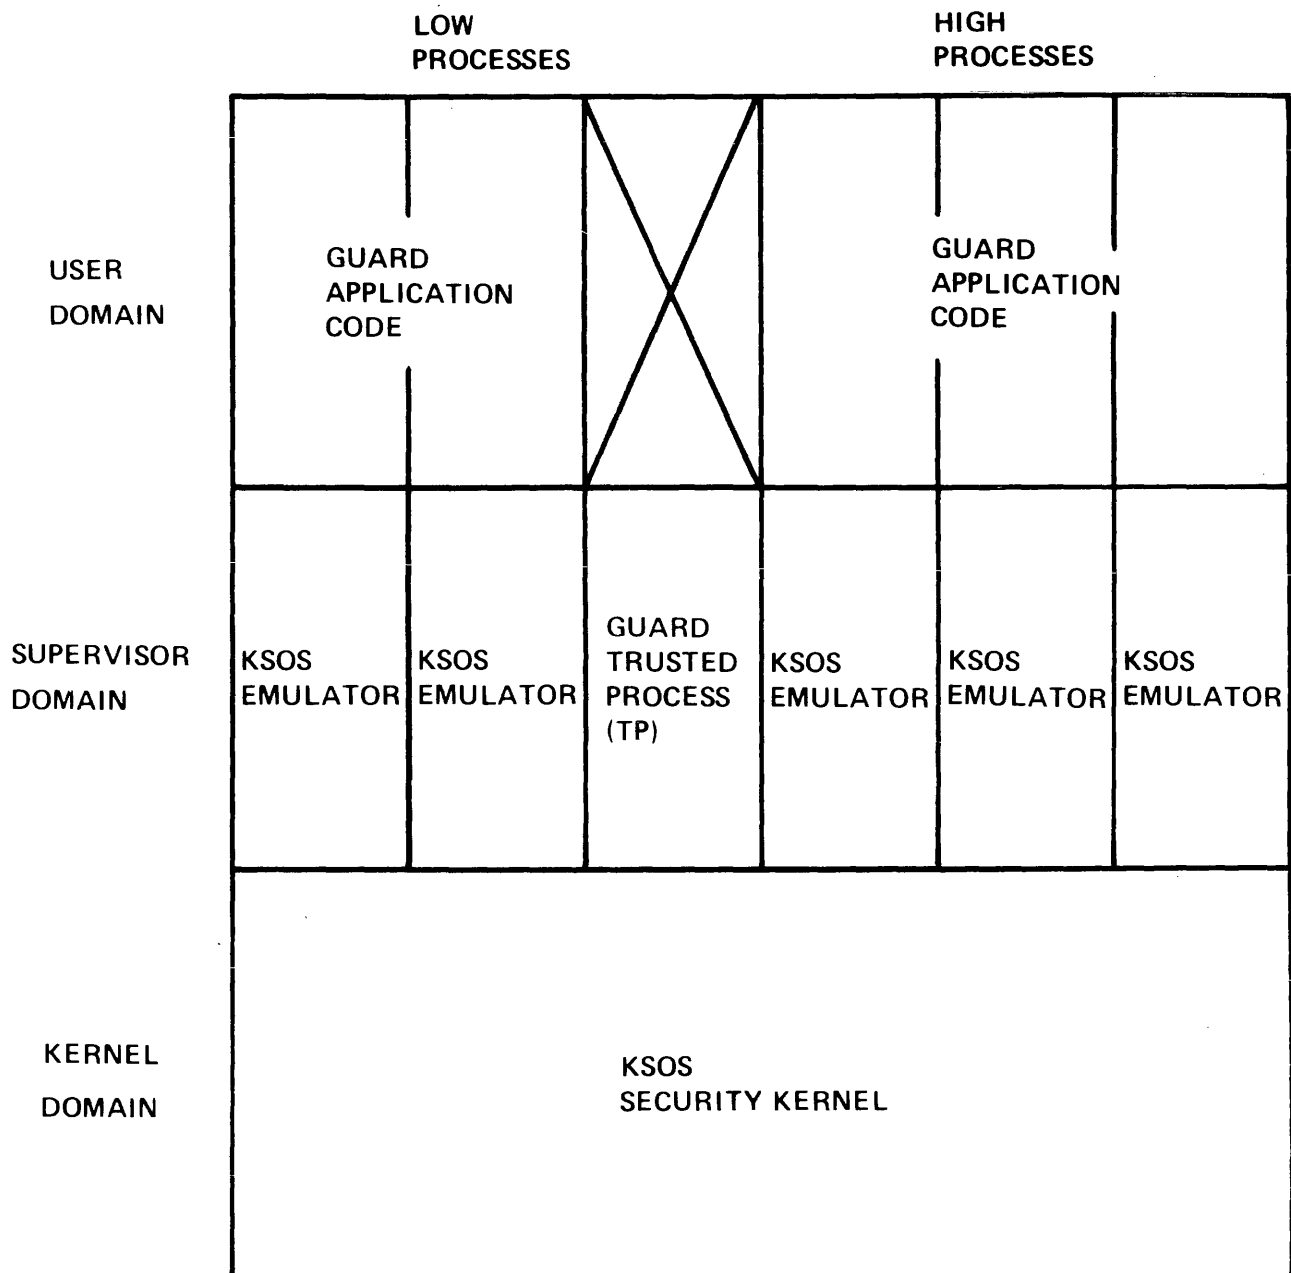 LOW
PROCESSES
HIGH
PROCESSES
USER
DOMAIN
GUARD
APPLICATION
CODE
GUARD
APPLICATION
CODE
SUPERVISOR
DOMAIN
KSOS
EMULATOR
KSOS
EMULATOR
GUARD
TRUSTED
PROCESS
(TP)
KSOS
EMULATOR
KSOS
EMULATOR
KSOS
EMULATOR
KERNEL
DOMAIN
KSOS
SECURITY KERNEL